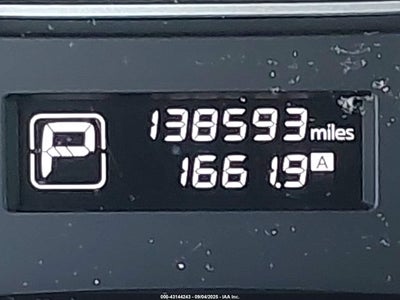 P
138593 miles
1661.9 A
000-43144243 - 09/04/2025 - IAA Inc.